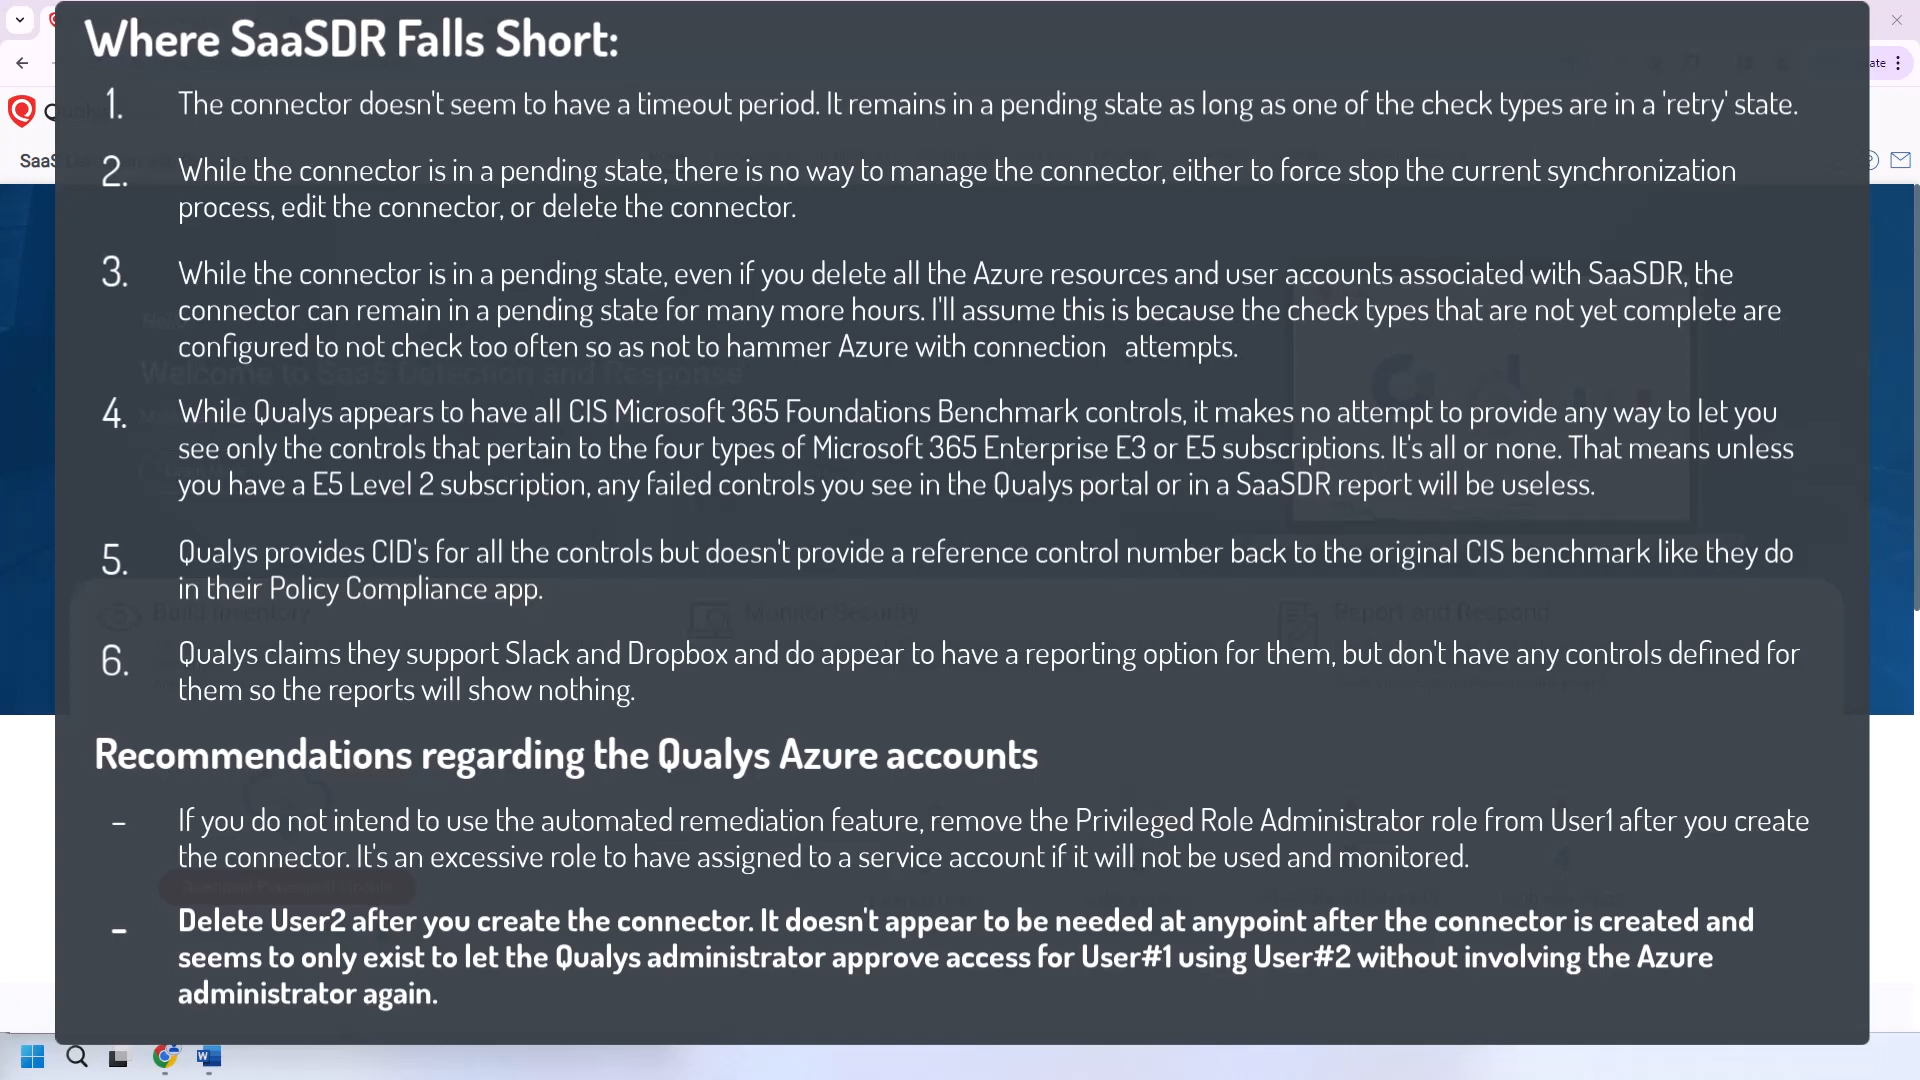 Where SaaSDR Falls Short:
1. The connector doesn't seem to have a timeout period. It remains in a pending state as long as one of the check types are in a 'retry' state.
ate
SaaS
2. While the connector is in a pending state, there is no way to manage the connector, either to force stop the current synchronization
process, edit the connector, or delete the connector.
3. While the connector is in a pending state, even if you delete all the Azure resources and user accounts associated with SaaSDR, the
connector can remain in a pending state for many more hours. I'll assume this is because the check types that are not yet complete are
configured to not check too often so as not to hammer Azure with connection attempts.
Welcome to SaaS Detection and Response
4. While Qualys appears to have all CIS Microsoft 365 Foundations Benchmark controls, it makes no attempt to provide any way to let you
see only the controls that pertain to the four types of Microsoft 365 Enterprise E3 or E5 subscriptions. It's all or none. That means unless
you have a E5 Level 2 subscription, any failed controls you see in the Qualys portal or in a SaaSDR report will be useless.
5. Qualys provides CID's for all the controls but doesn't provide a reference control number back to the original CIS benchmark like they do
in their Policy Compliance app.
Build Inventory
Monitor Security
Report and Respond
6. Qualys claims they support Slack and Dropbox and do appear to have a reporting option for them, but don't have any controls defined for
them so the reports will show nothing.
Recommendations regarding the Qualys Azure accounts
- If you do not intend to use the automated remediation feature, remove the Privileged Role Administrator role from User1 after you create
the connector. It's an excessive role to have assigned to a service account if it will not be used and monitored.
- Delete User2 after you create the connector. It doesn't appear to be needed at anypoint after the connector is created and
seems to only exist to let the Qualys administrator approve access for User#1 using User#2 without involving the Azure
administrator again.